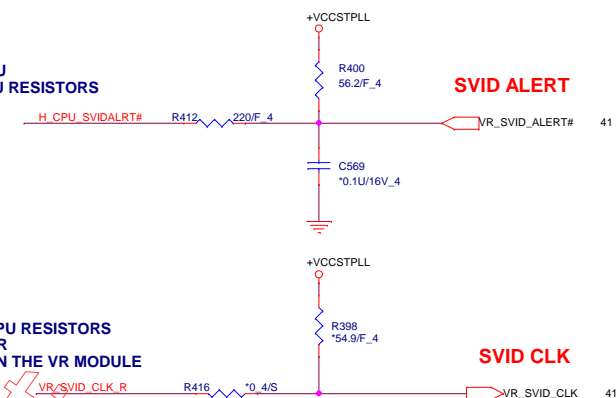 +VCCSTPLL
R400
56.2/F_4
SVID ALERT
U RESISTORS
H_CPU_SVIDALRT# R412 220/F_4 VR_SVID_ALERT# 41
C569
*0.1U/16V_4
+VCCSTPLL
PU RESISTORS
R
N THE VR MODULE
R398
*54.9/F_4
SVID CLK
VR_SVID_CLK_R R416 *0_4/S VR_SVID_CLK 41